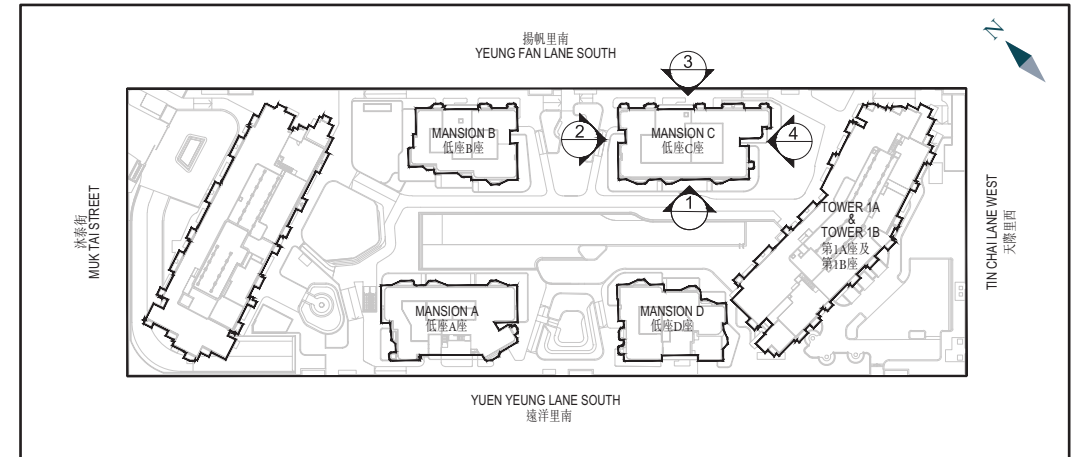 N
揚帆里南
YEUNG FAN LANE SOUTH
3
MANSION B
低座B座
2
MANSION C
低座C座
4
1
沐泰街
MUK TAI STREET
TOWER 1A
&
TOWER 1B
第1A座及
第1B座
TIN CHAI LANE WEST
天際里西
MANSION A
低座A座
MANSION D
低座D座
YUEN YEUNG LANE SOUTH
遠洋里南